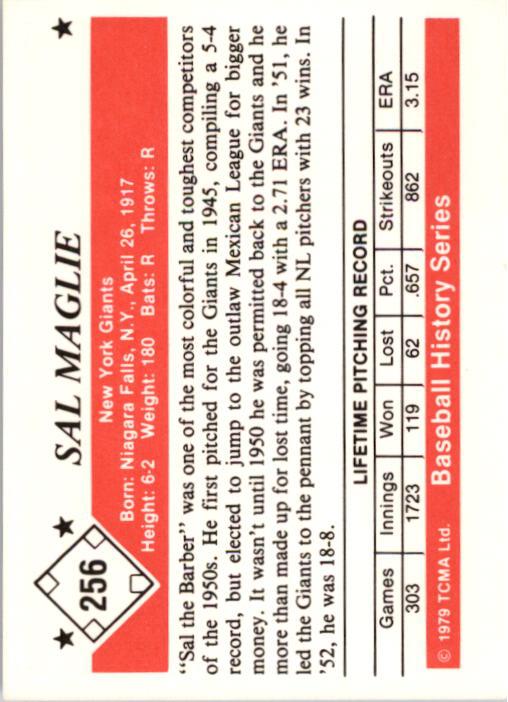 256
SAL MAGLIE
New York Giants
Born: Niagara Falls, N.Y., April 26, 1917
Height: 6-2 Weight: 180 Bats: R Throws: R
“Sal the Barber” was one of the most colorful and toughest competitors
of the 1950s. He first pitched for the Giants in 1945, compiling a 5-4
record, but elected to jump to the outlaw Mexican League for bigger
money. It wasn't until 1950 he was permitted back to the Giants and he
more than made up for lost time, going 18-4 with a 2.71 ERA. In '51, he
led the Giants to the pennant by topping all NL pitchers with 23 wins. In
'52, he was 18-8.
LIFETIME PITCHING RECORD
Games Innings Won Lost Pct. Strikeouts ERA
303 1723 119 62 .657 862 3.15
© 1979 TCMA Ltd. Baseball History Series